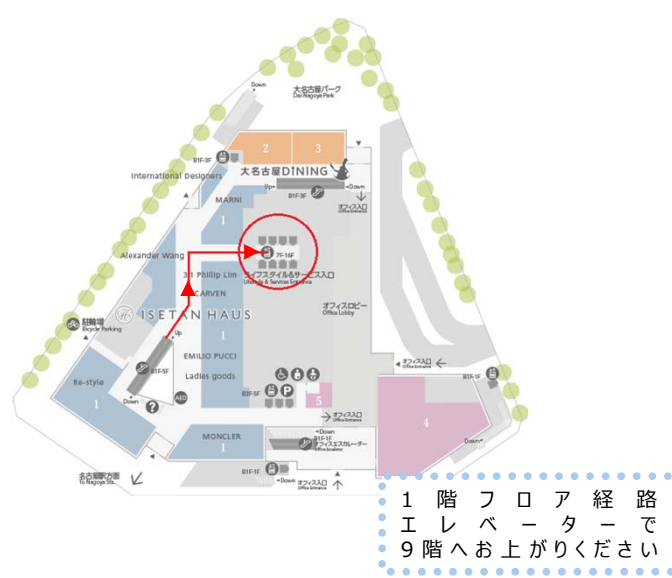 Down
大名古屋パーク
Dai Nagoya Park
2
3
B1F-3F
大名古屋DINING
International Designers
Up
Down
B1F-3F
オフィス入口
Office Entrance
MARNI
1
7F-16F
Alexander Wang
3.1 Phillip Lim
ライフスタイル&サービス入口
Lifestyle & Services Entrance
CARVEN
オフィスロビー
Office Lobby
ISETAN HAUS
駐輪場
Bicycle Parking
Up
1
EMILIO PUCCI
オフィス入口
Office Entrance
B1F-5F
Ladies goods
B1F-1F
Re-style
B2F-5F
P
1
Down
?
AED
5
4
オフィス入口
Office Entrance
MONCLER
1
Down
B1F-1F
オフィスエスカレーター
Office Escalator
Down
名古屋駅方面
To Nagoya Sta.
B1F-1F
Down
オフィス入口
Office Entrance
1階フロア経路
エレベーターで
9階へお上がりください